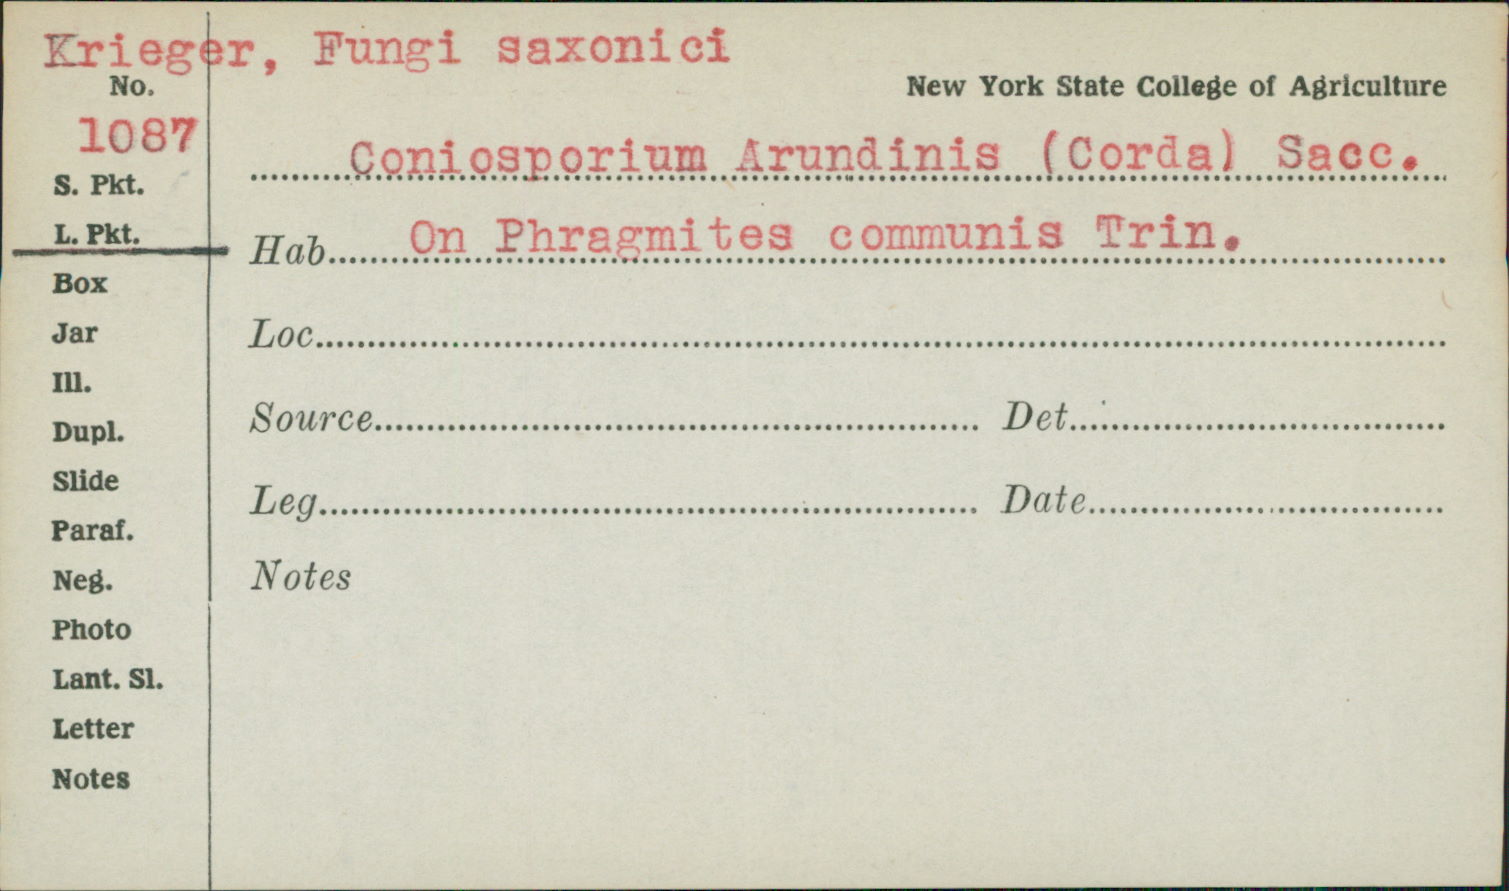 Krieger, Fungi saxonici
No.
New York State College of Agriculture
1087
Coniosporium Arundinis (Corda) Sacc.
S. Pkt.
L. Pkt.
Hab. On Phragmites communis Trin.
Box
Jar
Loc.
Ill.
Dupl.
Source Det.
Slide
Leg. Date
Paraf.
Neg.
Notes
Photo
Lant. Sl.
Letter
Notes